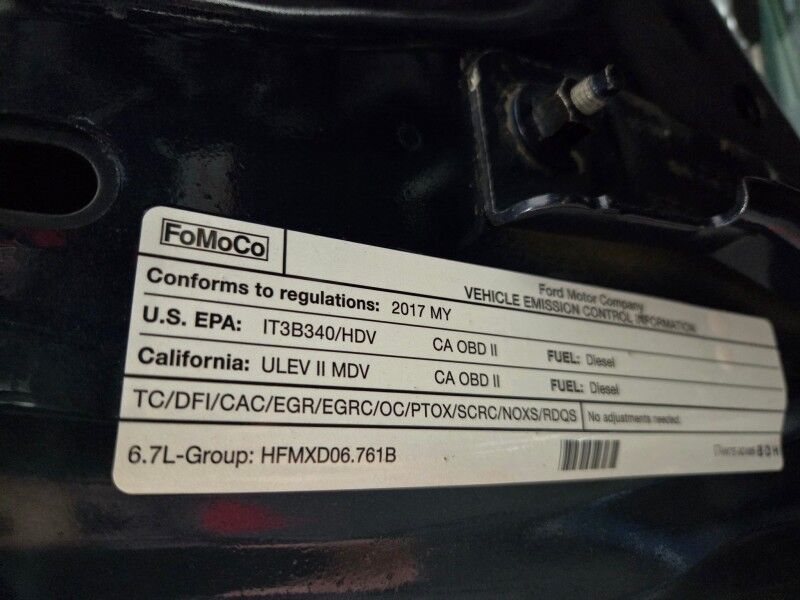 FoMoCo
Ford Motor Company
VEHICLE EMISSION CONTROL INFORMATION
Conforms to regulations: 2017 MY
U.S. EPA: IT3B340/HDV CA OBD II FUEL: Diesel
California: ULEV II MDV CA OBD II FUEL: Diesel
TC/DFI/CAC/EGR/EGRC/OC/PTOX/SCRC/NOXS/RDQS No adjustments needed.
6.7L-Group: HFMXD06.761B